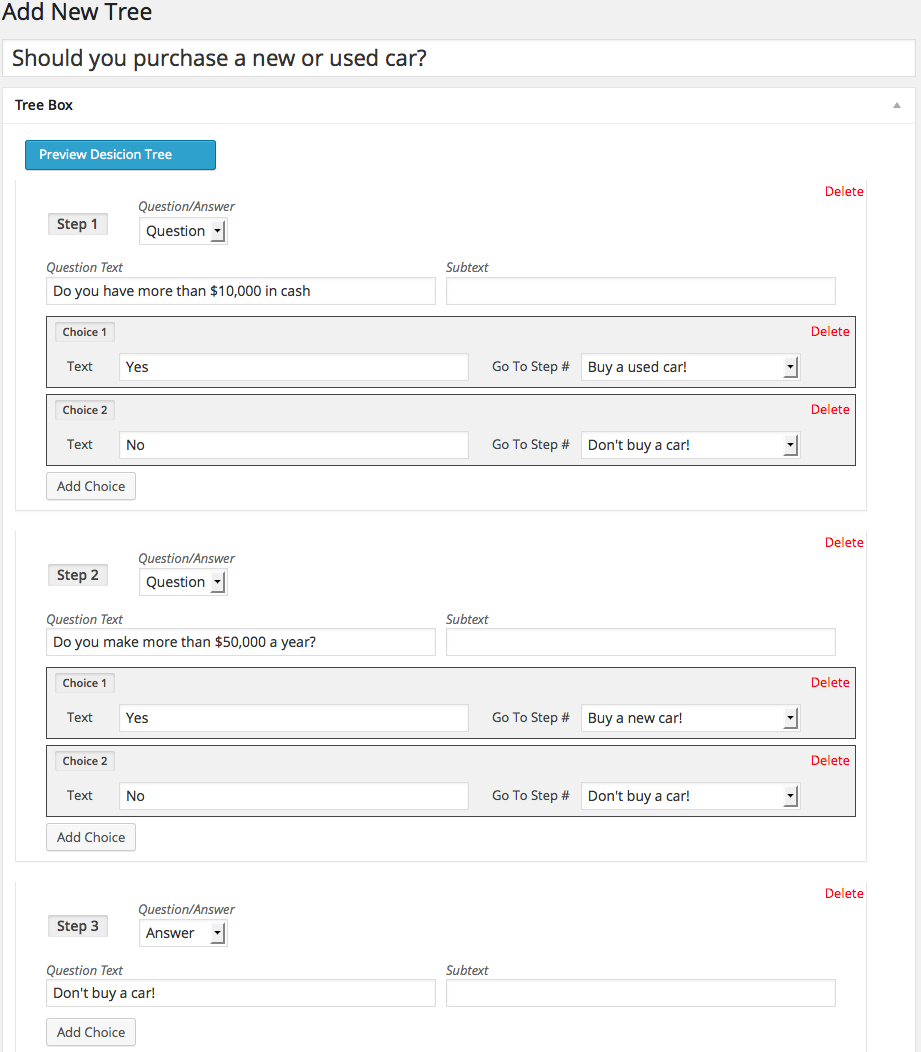 Add New Tree
Should you purchase a new or used car?
Tree Box
Preview Desicion Tree
Delete
Question/Answer
Step 1 Question
Question Text Subtext
Do you have more than $10,000 in cash
Choice 1 Delete
Text Yes Go To Step # Buy a used car!
Choice 2 Delete
Text No Go To Step # Don't buy a car!
Add Choice
Delete
Question/Answer
Step 2 Question
Question Text Subtext
Do you make more than $50,000 a year?
Choice 1 Delete
Text Yes Go To Step # Buy a new car!
Choice 2 Delete
Text No Go To Step # Don't buy a car!
Add Choice
Delete
Question/Answer
Step 3 Answer
Question Text Subtext
Don't buy a car!
Add Choice